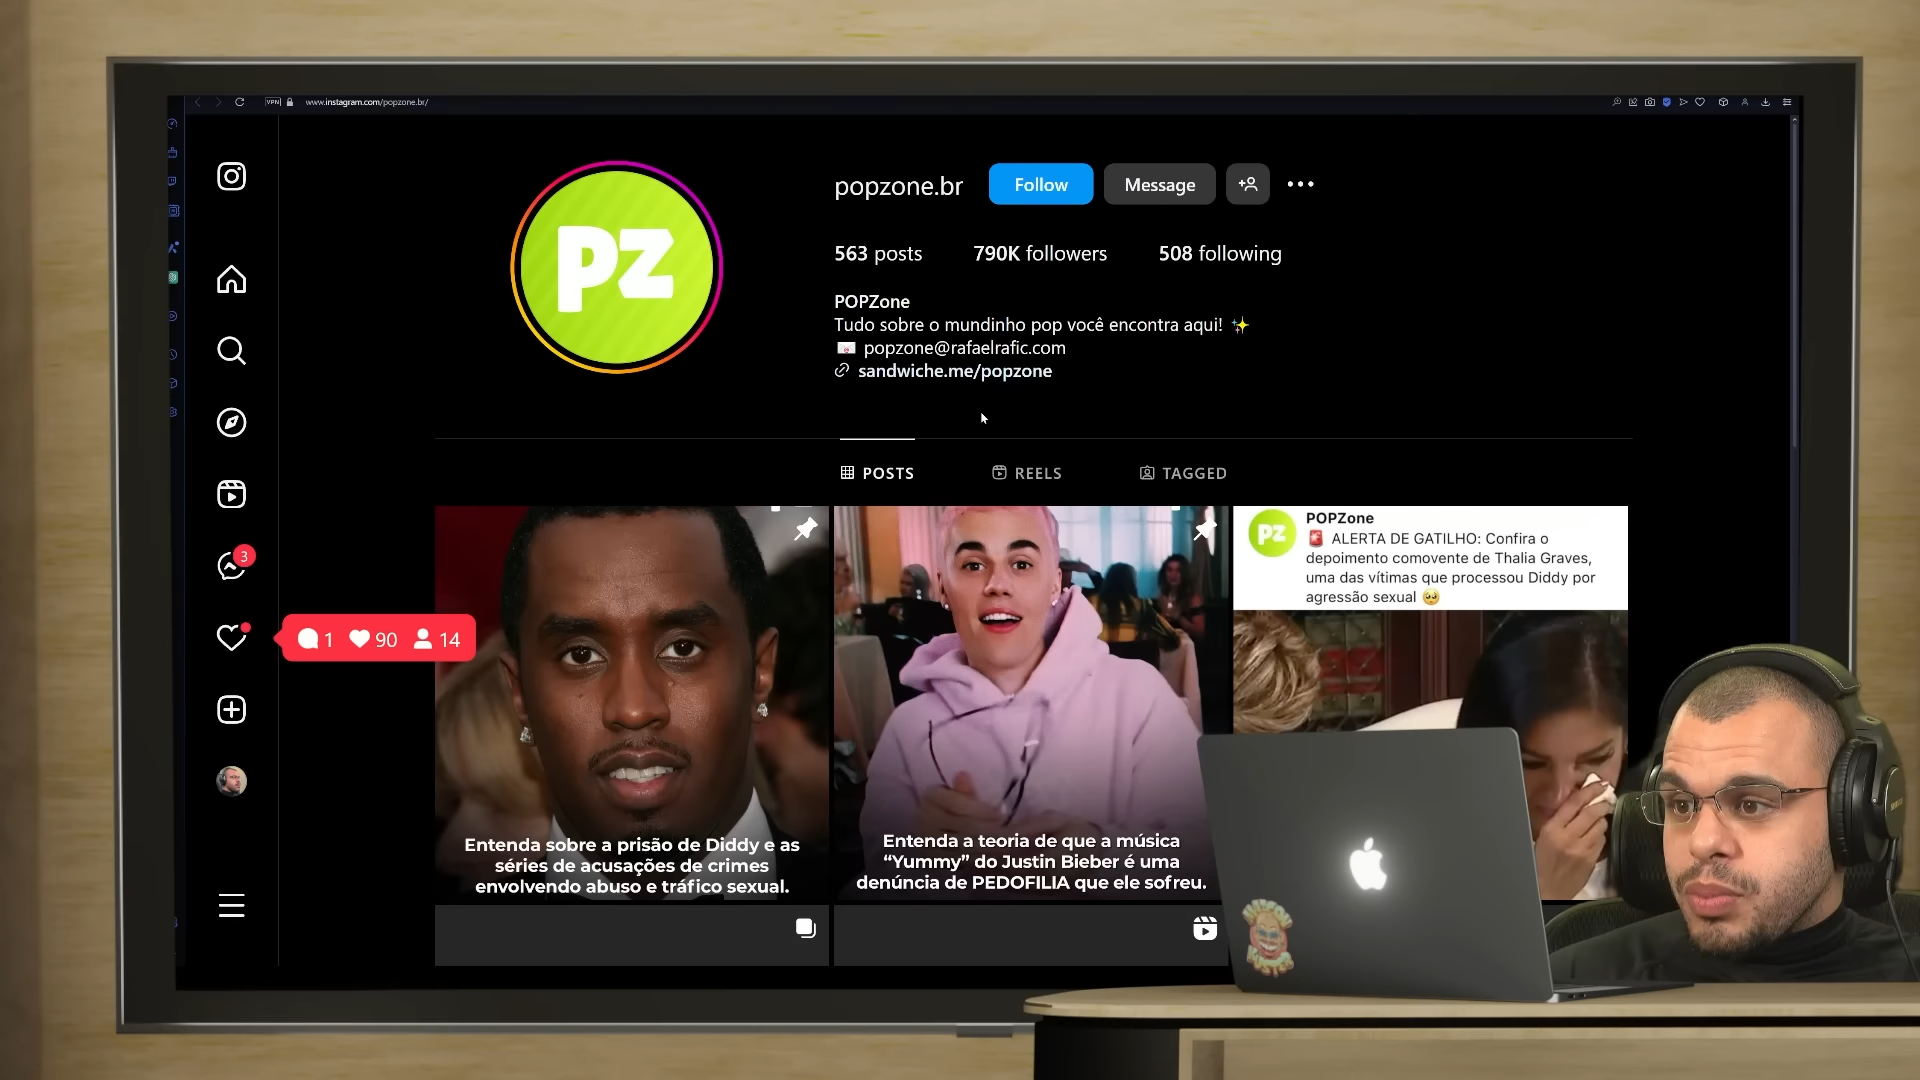 VPN
www.instagram.com/popzone.br/
PZ
popzone.br
Follow
Message
563 posts
790K followers
508 following
POPZone
Tudo sobre o mundinho pop você encontra aqui! ✨
popzone@rafaelrafic.com
sandwiche.me/popzone
POSTS
REELS
TAGGED
3
1
90
14
Entenda sobre a prisão de Diddy e as
séries de acusações de crimes
envolvendo abuso e tráfico sexual.
Entenda a teoria de que a música
“Yummy” do Justin Bieber é uma
denúncia de PEDOFILIA que ele sofreu.
PZ
POPZone
🚨 ALERTA DE GATILHO: Confira o
depoimento comovente de Thalia Graves,
uma das vítimas que processou Diddy por
agressão sexual 🥺